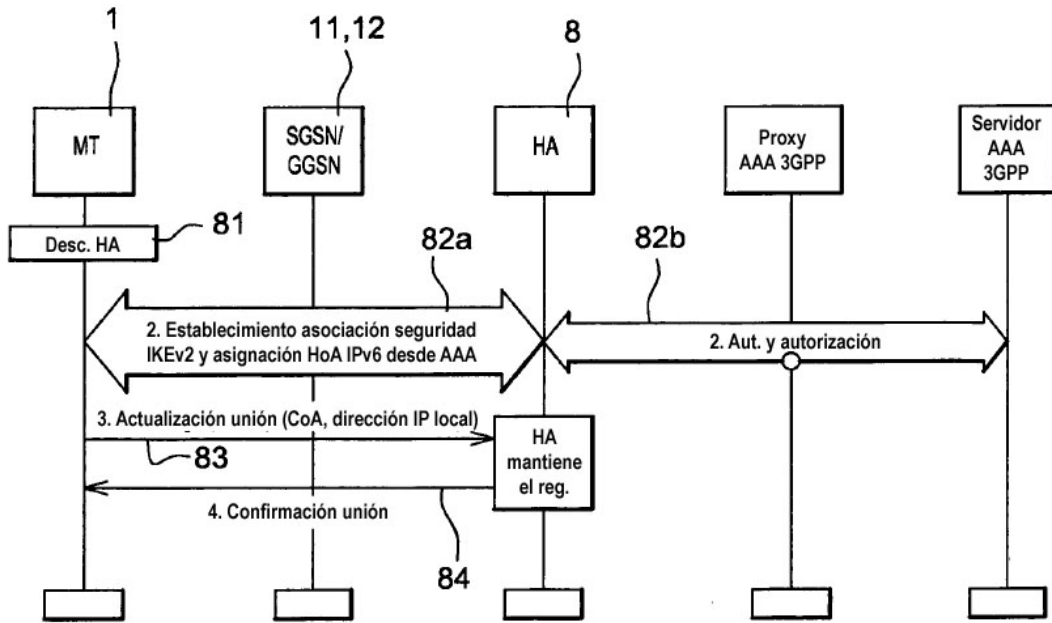 1
11,12
8
MT
SGSN/
GGSN
HA
Proxy
AAA 3GPP
Servidor
AAA
3GPP
81
Desc. HA
82a
82b
2. Establecimiento asociación seguridad
IKEv2 y asignación HoA IPv6 desde AAA
2. Aut. y autorización
3. Actualización unión (CoA, dirección IP local)
83
HA
mantiene
el reg.
4. Confirmación unión
84